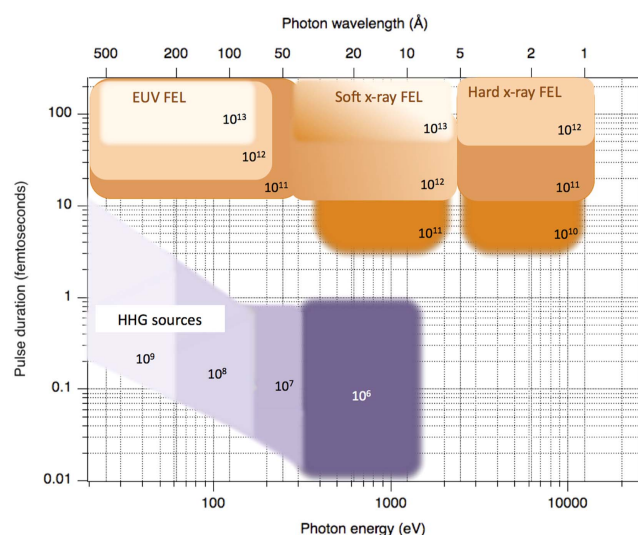 Photon wavelength (Å)
500 200 100 50 20 10 5 2 1
EUV FEL
Soft x-ray FEL
Hard x-ray FEL
100
10¹³
10¹³
10¹²
10¹²
10¹¹
10¹²
10¹¹
10
10¹¹
10¹⁰
Pulse duration (femtoseconds)
1
HHG sources
10⁹
10⁸
10⁷
10⁶
0.1
0.01
100 1000 10000
Photon energy (eV)